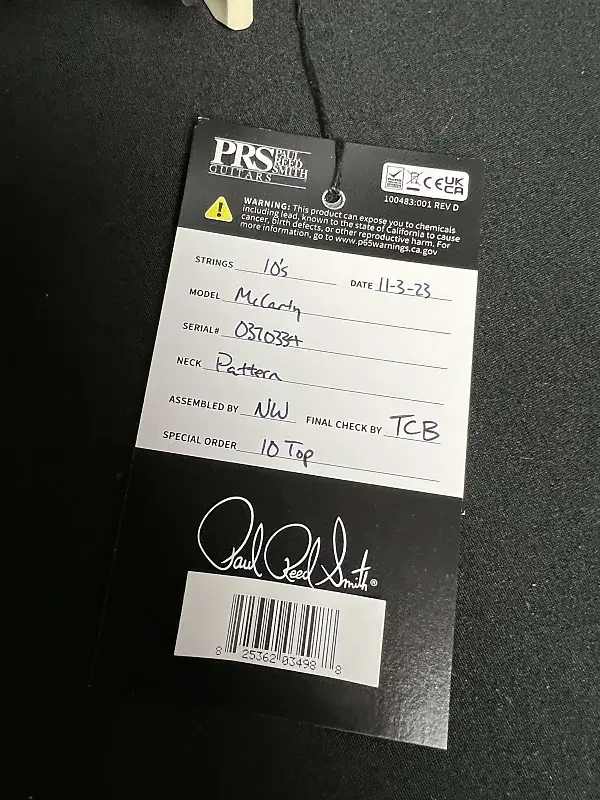 PRS PAUL REED SMITH
GUITARS
CE UK CA
100483:001 REV D
WARNING: This product can expose you to chemicals
including lead, known to the state of California to cause
cancer, birth defects, or other reproductive harm. For
more information, go to www.p65warnings.ca.gov
STRINGS 10's DATE 11-3-23
MODEL McCarty
SERIAL# 0370334
NECK Pattern
ASSEMBLED BY NW FINAL CHECK BY TCB
SPECIAL ORDER 10 Top
Paul Reed Smith®
8 25362 03498 8